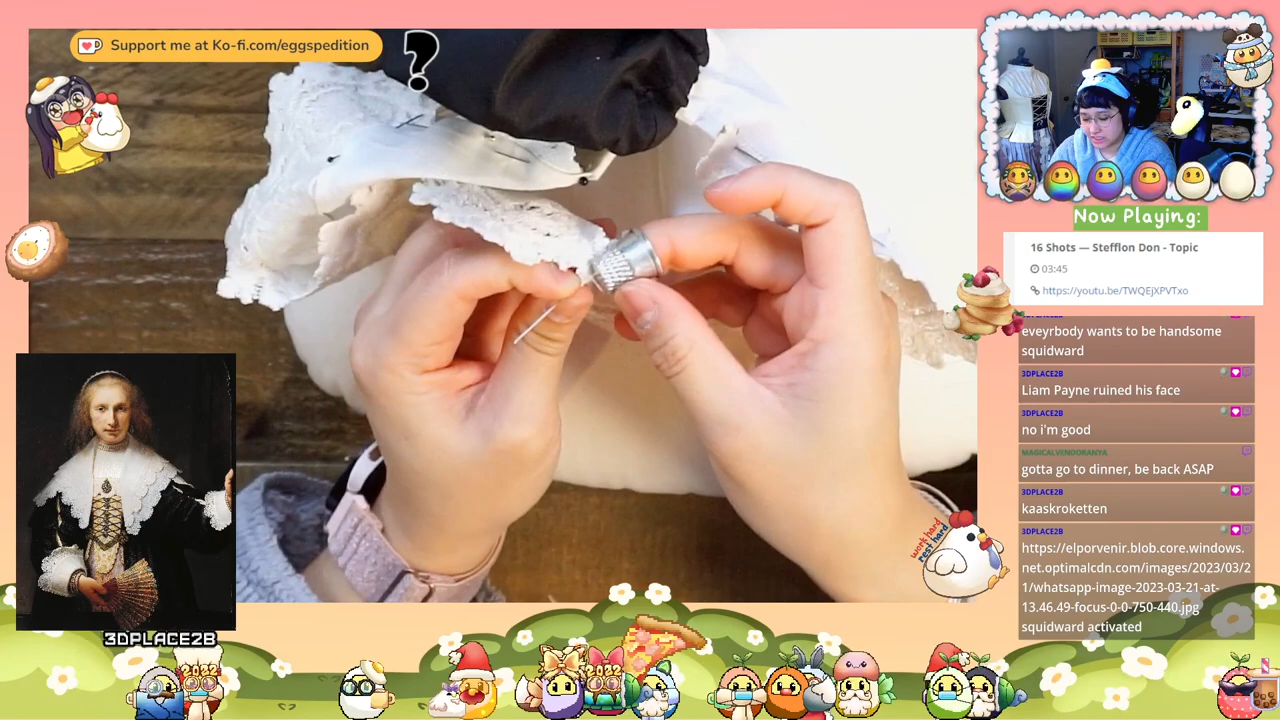 Support me at Ko-fi.com/eggspedition
?
Now Playing:
16 Shots — Stefflon Don - Topic
03:45
https://youtu.be/TWQEjXPVTxo
eveyrbody wants to be handsome
squidward
3DPLACE2B
Liam Payne ruined his face
3DPLACE2B
no i'm good
MAGICALVENDORANYA
gotta go to dinner, be back ASAP
3DPLACE2B
kaaskroketten
3DPLACE2B
https://elporvenir.blob.core.windows.
net.optimalcdn.com/images/2023/03/2
1/whatsapp-image-2023-03-21-at-
13.46.49-focus-0-0-750-440.jpg
squidward activated
work hard
rest hard
3DPLACE2B
2022
2022